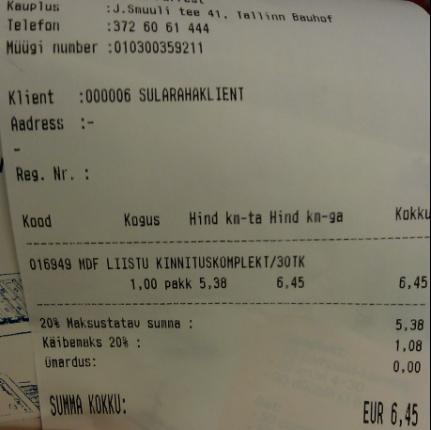 Kauplus :J.Smuuli tee 41, Tallinn Bauhof
Telefon :372 60 61 444
Müügi number :010300359211
Klient :000006 SULARAHAKLIENT
Aadress :-
-
Reg. Nr. :
Kood Kogus Hind km-ta Hind km-ga Kokku
016949 MDF LIISTU KINNITUSKOMPLEKT/30TK
1,00 pakk 5,38 6,45 6,45
20% Maksustatav summa : 5,38
Käibemaks 20% : 1,08
Ümardus: 0,00
SUMMA KOKKU: EUR 6,45